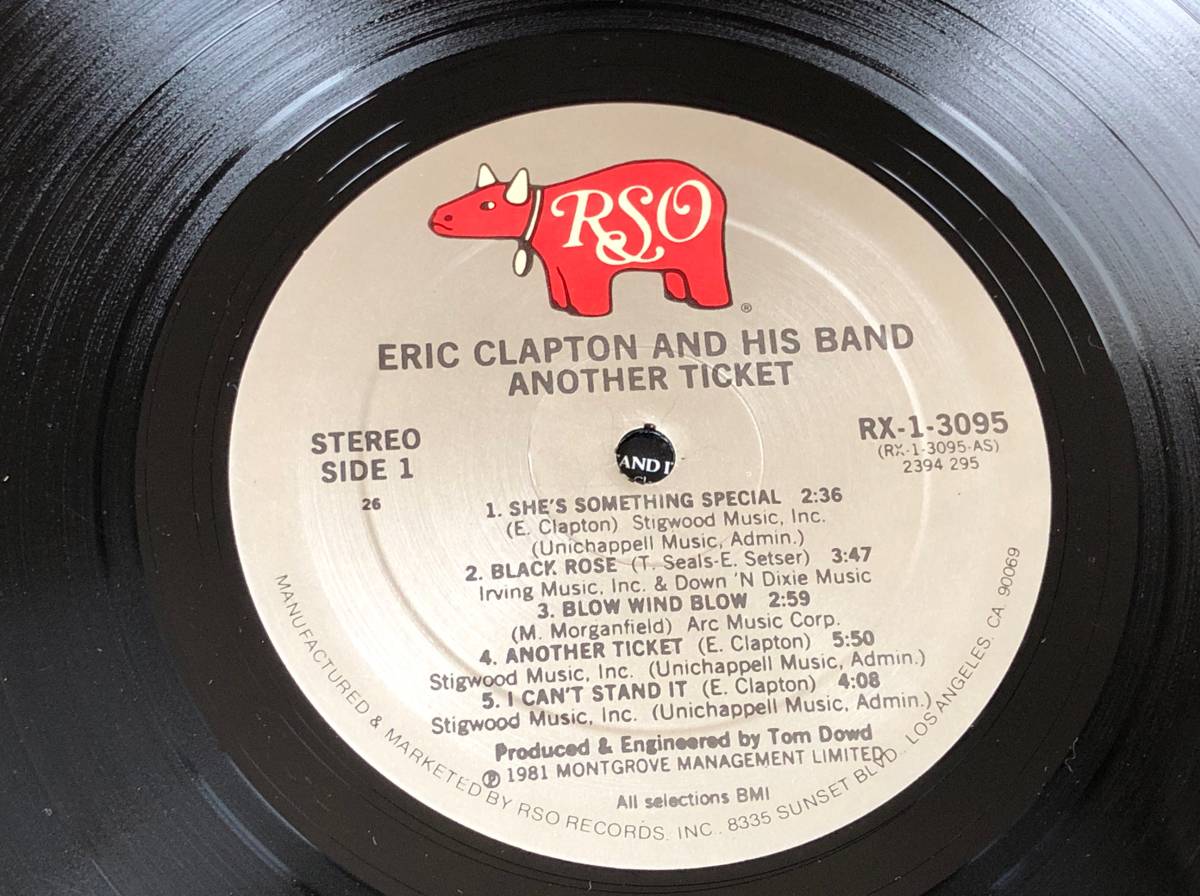 RSO
®
ERIC CLAPTON AND HIS BAND
ANOTHER TICKET
STEREO
SIDE 1
26
RX-1-3095
(RX-1-3095-AS)
2394 295
AND I
1. SHE'S SOMETHING SPECIAL 2:36
(E. Clapton) Stigwood Music, Inc.
(Unichappell Music, Admin.)
2. BLACK ROSE (T. Seals-E. Setser) 3:47
Irving Music, Inc. & Down 'N Dixie Music
3. BLOW WIND BLOW 2:59
(M. Morganfield) Arc Music Corp.
4. ANOTHER TICKET (E. Clapton) 5:50
Stigwood Music, Inc. (Unichappell Music, Admin.)
5. I CAN'T STAND IT (E. Clapton) 4:08
Stigwood Music, Inc. (Unichappell Music, Admin.)
Produced & Engineered by Tom Dowd
℗ 1981 MONTGROVE MANAGEMENT LIMITED
All selections BMI
MANUFACTURED & MARKETED BY RSO RECORDS, INC.. 8335 SUNSET BLVD.. LOS ANGELES. CA 90069